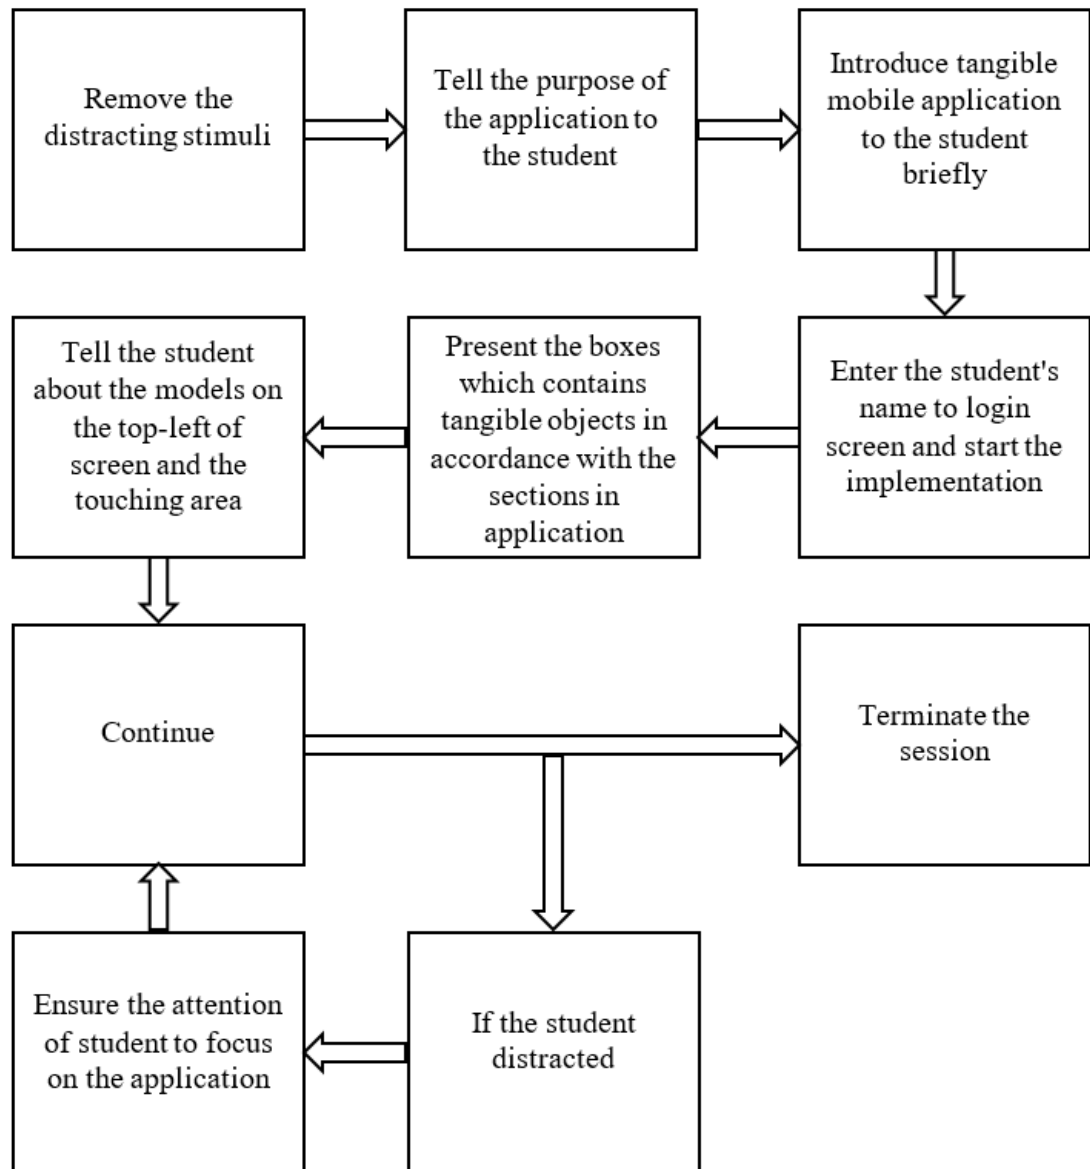 Remove the
distracting stimuli
Tell the purpose of
the application to
the student
Introduce tangible
mobile application
to the student
briefly
Enter the student's
name to login
screen and start the
implementation
Present the boxes
which contains
tangible objects in
accordance with the
sections in
application
Tell the student
about the models on
the top-left of
screen and the
touching area
Continue
Terminate the
session
If the student
distracted
Ensure the attention
of student to focus
on the application